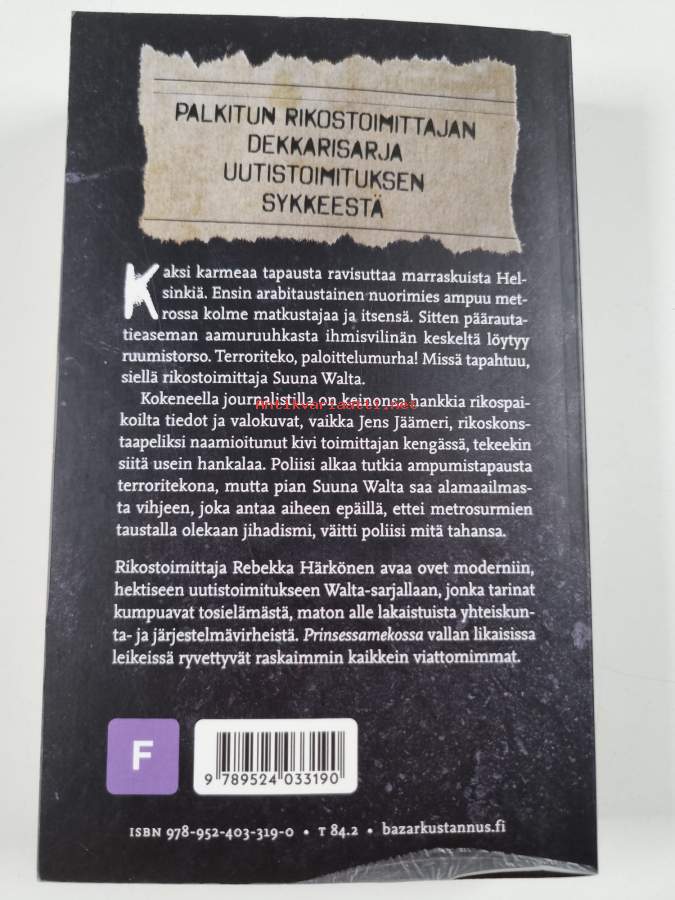 PALKITUN RIKOSTOIMITTAJAN
DEKKARISARJA
UUTISTOIMITUKSEN
SYKKEESTÄ
Kaksi karmeaa tapausta ravisuttaa marraskuista Hel-
sinkiä. Ensin arabitaustainen nuorimies ampuu met-
rossa kolme matkustajaa ja itsensä. Sitten päärauta-
tieaseman aamuruuhkasta ihmisvilinän keskeltä löytyy
ruumistorso. Terroriteko, paloittelumurha! Missä tapahtuu,
siellä rikostoimittaja Suuna Walta.
Kokeneella journalistilla on keinonsa hankkia rikospai-
koilta tiedot ja valokuvat, vaikka Jens Jäämeri, rikoskons-
taapeliksi naamioitunut kivi toimittajan kengässä, tekeekin
siitä usein hankalaa. Poliisi alkaa tutkia ampumistapausta
terroritekona, mutta pian Suuna Walta saa alamaailmas-
ta vihjeen, joka antaa aiheen epäillä, ettei metrosurmien
taustalla olekaan jihadismi, väitti poliisi mitä tahansa.
Rikostoimittaja Rebekka Härkönen avaa ovet moderniin,
hektiseen uutistoimitukseen Walta-sarjallaan, jonka tarinat
kumpuavat tosielämästä, maton alle lakaistuista yhteiskun-
ta- ja järjestelmävirheistä. Prinsessamekossa vallan likaisissa
leikeissä ryvettyvät raskaimmin kaikkein viattomimmat.
Antikvariaatti.net
F
9 789524 033190
ISBN 978-952-403-319-0 • T 84.2 • bazarkustannus.fi